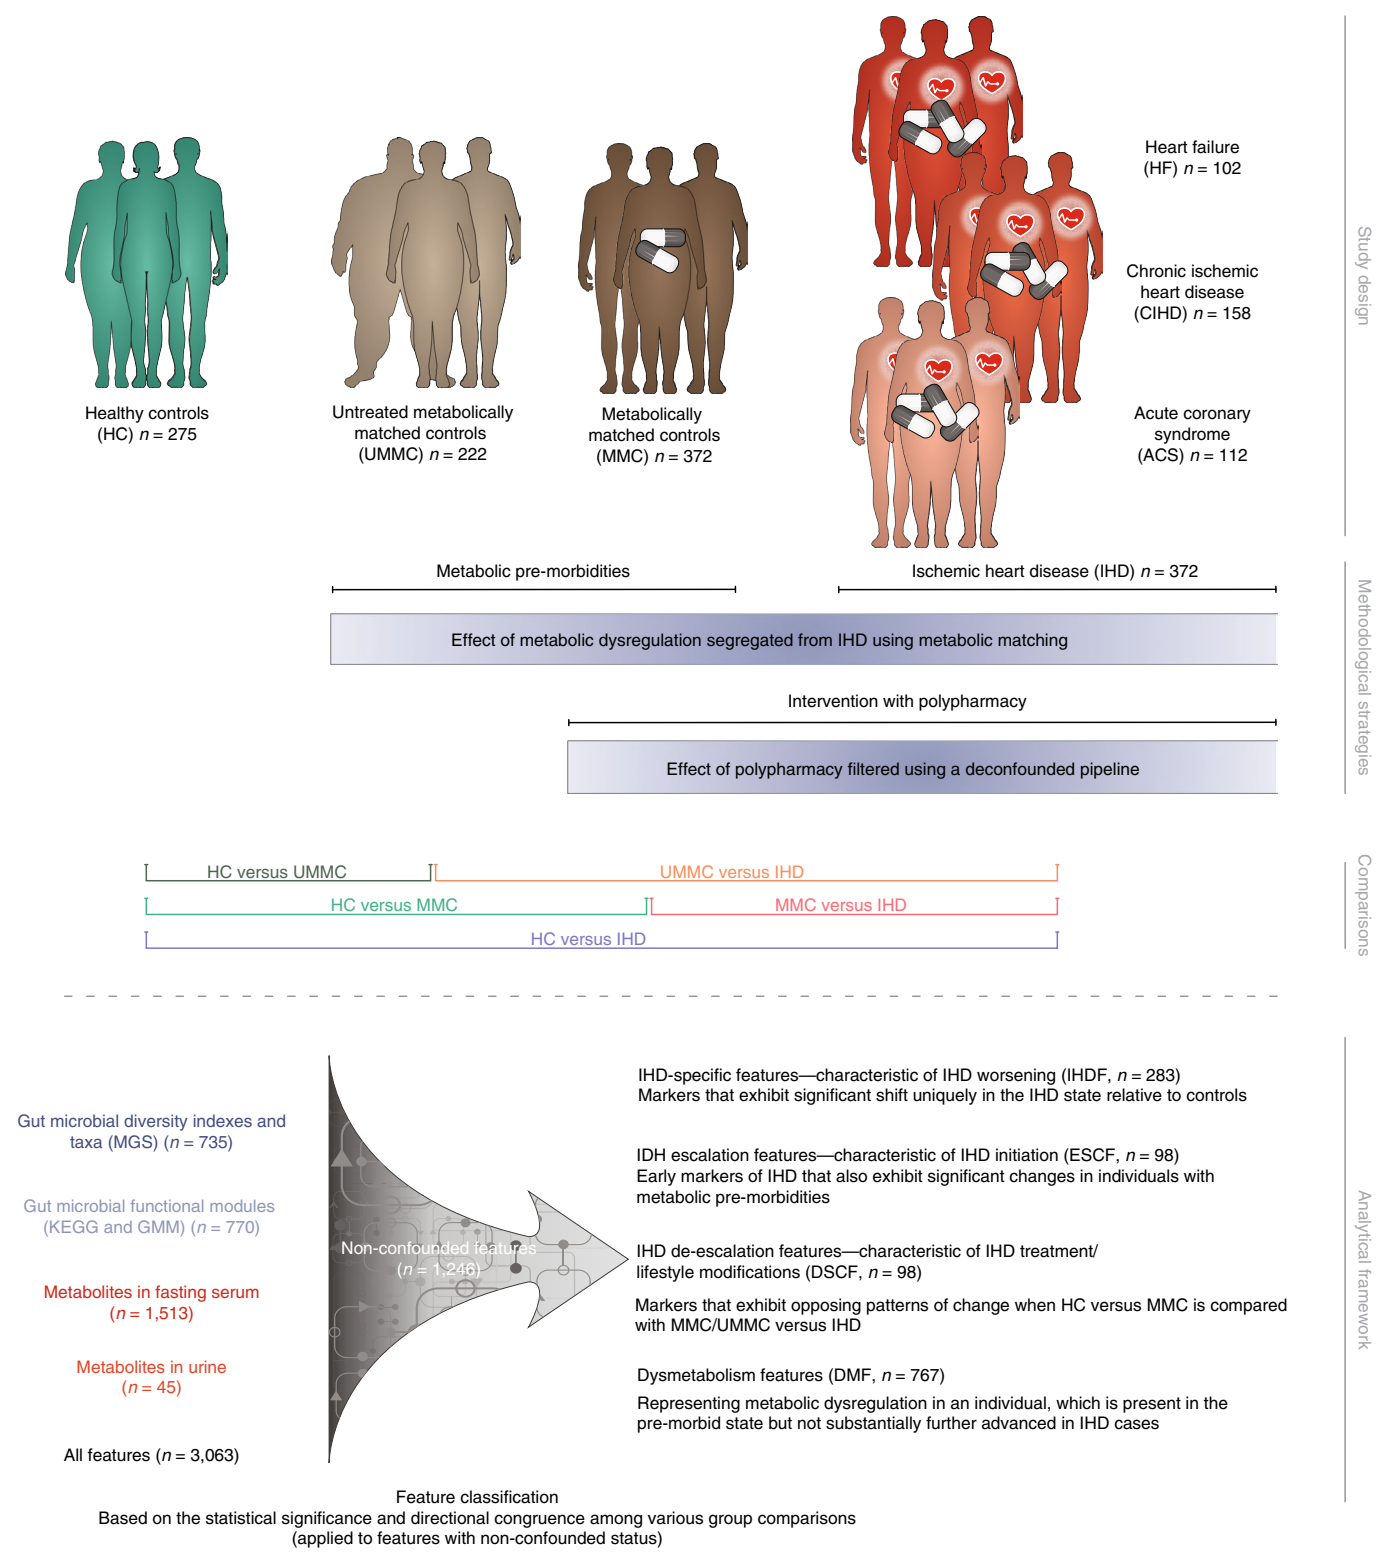 Heart failure
(HF) n = 102
Chronic ischemic
heart disease
(CIHD) n = 158
Acute coronary
syndrome
(ACS) n = 112
Healthy controls
(HC) n = 275
Untreated metabolically
matched controls
(UMMC) n = 222
Metabolically
matched controls
(MMC) n = 372
Study design
Metabolic pre-morbidities
Ischemic heart disease (IHD) n = 372
Effect of metabolic dysregulation segregated from IHD using metabolic matching
Intervention with polypharmacy
Effect of polypharmacy filtered using a deconfounded pipeline
Methodological strategies
HC versus UMMC
UMMC versus IHD
HC versus MMC
MMC versus IHD
HC versus IHD
Comparisons
Gut microbial diversity indexes and
taxa (MGS) (n = 735)
Gut microbial functional modules
(KEGG and GMM) (n = 770)
Metabolites in fasting serum
(n = 1,513)
Metabolites in urine
(n = 45)
All features (n = 3,063)
Non-confounded features
(n = 1,246)
IHD-specific features—characteristic of IHD worsening (IHDF, n = 283)
Markers that exhibit significant shift uniquely in the IHD state relative to controls
IDH escalation features—characteristic of IHD initiation (ESCF, n = 98)
Early markers of IHD that also exhibit significant changes in individuals with
metabolic pre-morbidities
IHD de-escalation features—characteristic of IHD treatment/
lifestyle modifications (DSCF, n = 98)
Markers that exhibit opposing patterns of change when HC versus MMC is compared
with MMC/UMMC versus IHD
Dysmetabolism features (DMF, n = 767)
Representing metabolic dysregulation in an individual, which is present in the
pre-morbid state but not substantially further advanced in IHD cases
Analytical framework
Feature classification
Based on the statistical significance and directional congruence among various group comparisons
(applied to features with non-confounded status)